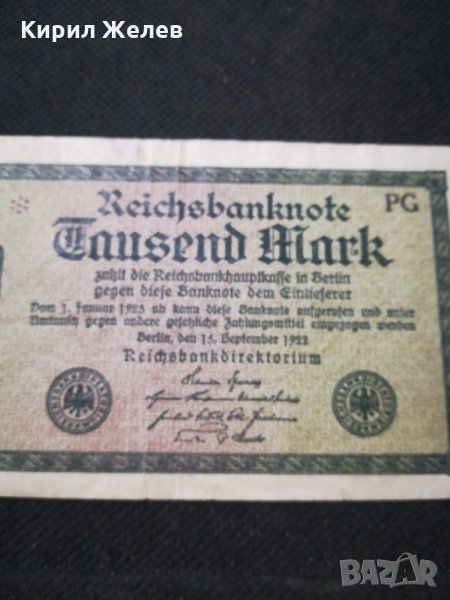 Кирил Желев
Reichsbanknote PG
Tausend Mark
zahlt die Reichsbankhauptkasse in Berlin
gegen diese Banknote dem Einlieferer
Vom 1. Januar 1923 ab kann diese Banknote aufgerufen und unter
Umtausch gegen andere gesetzliche Zahlungsmittel eingezogen werden
Berlin, den 15. September 1922
Reichsbankdirektorium
BAZAR